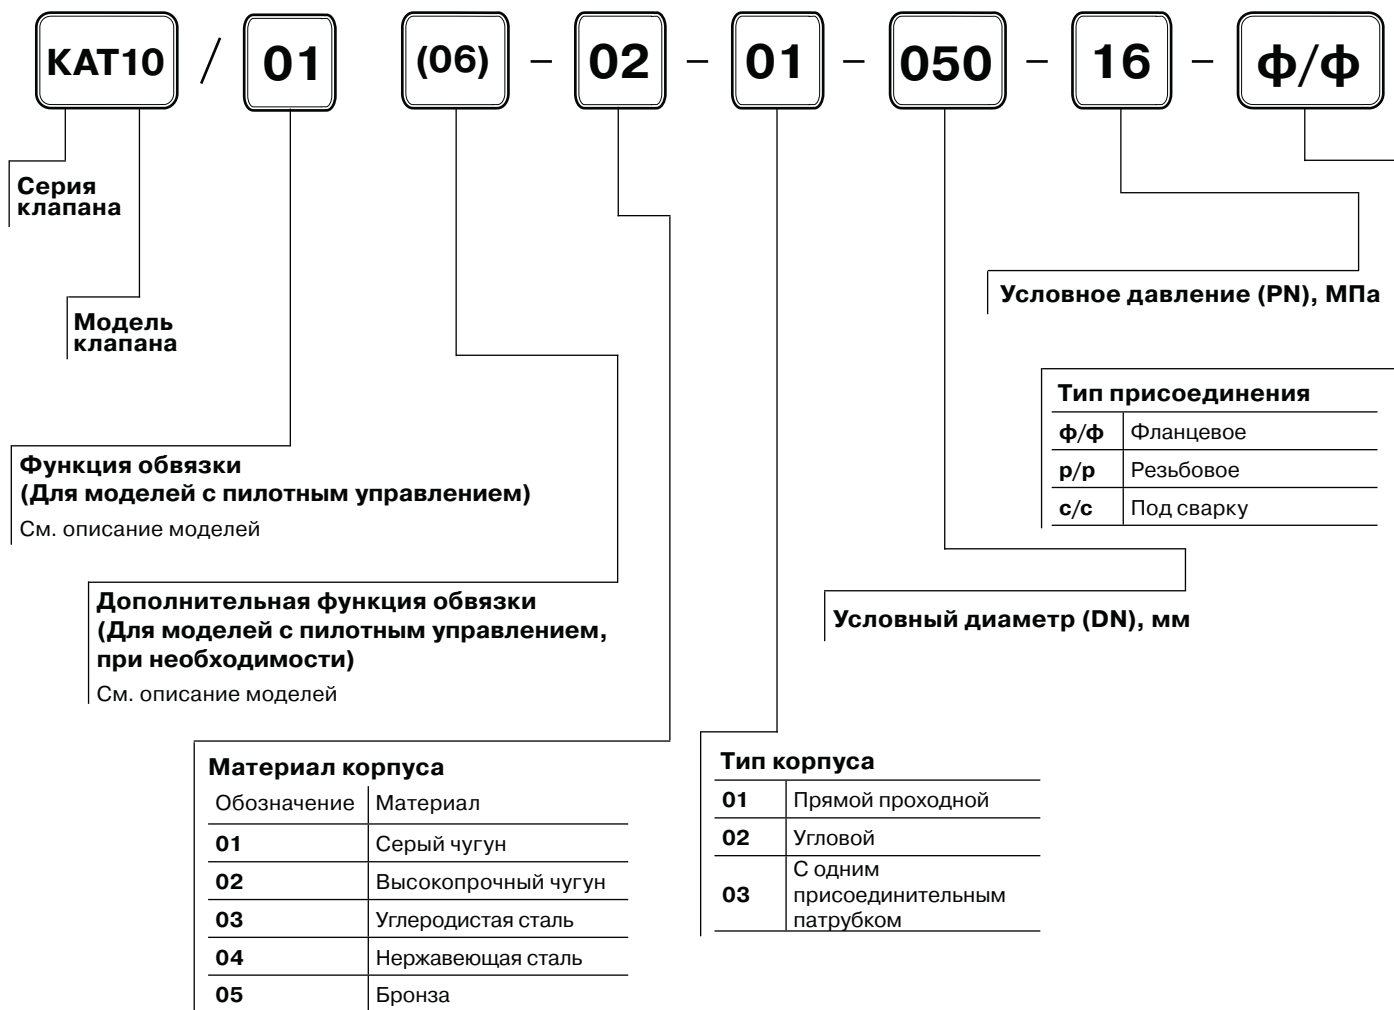 КАТ10 / 01 (06) – 02 – 01 – 050 – 16 – ф/ф
Серия
клапана
Модель
клапана
Функция обвязки
(Для моделей с пилотным управлением)
См. описание моделей
Дополнительная функция обвязки
(Для моделей с пилотным управлением,
при необходимости)
См. описание моделей
Материал корпуса
Обозначение Материал
01 Серый чугун
02 Высокопрочный чугун
03 Углеродистая сталь
04 Нержавеющая сталь
05 Бронза
Тип корпуса
01 Прямой проходной
02 Угловой
03 С одним
присоединительным
патрубком
Условный диаметр (DN), мм
Условное давление (PN), МПа
Тип присоединения
ф/ф Фланцевое
р/р Резьбовое
с/с Под сварку